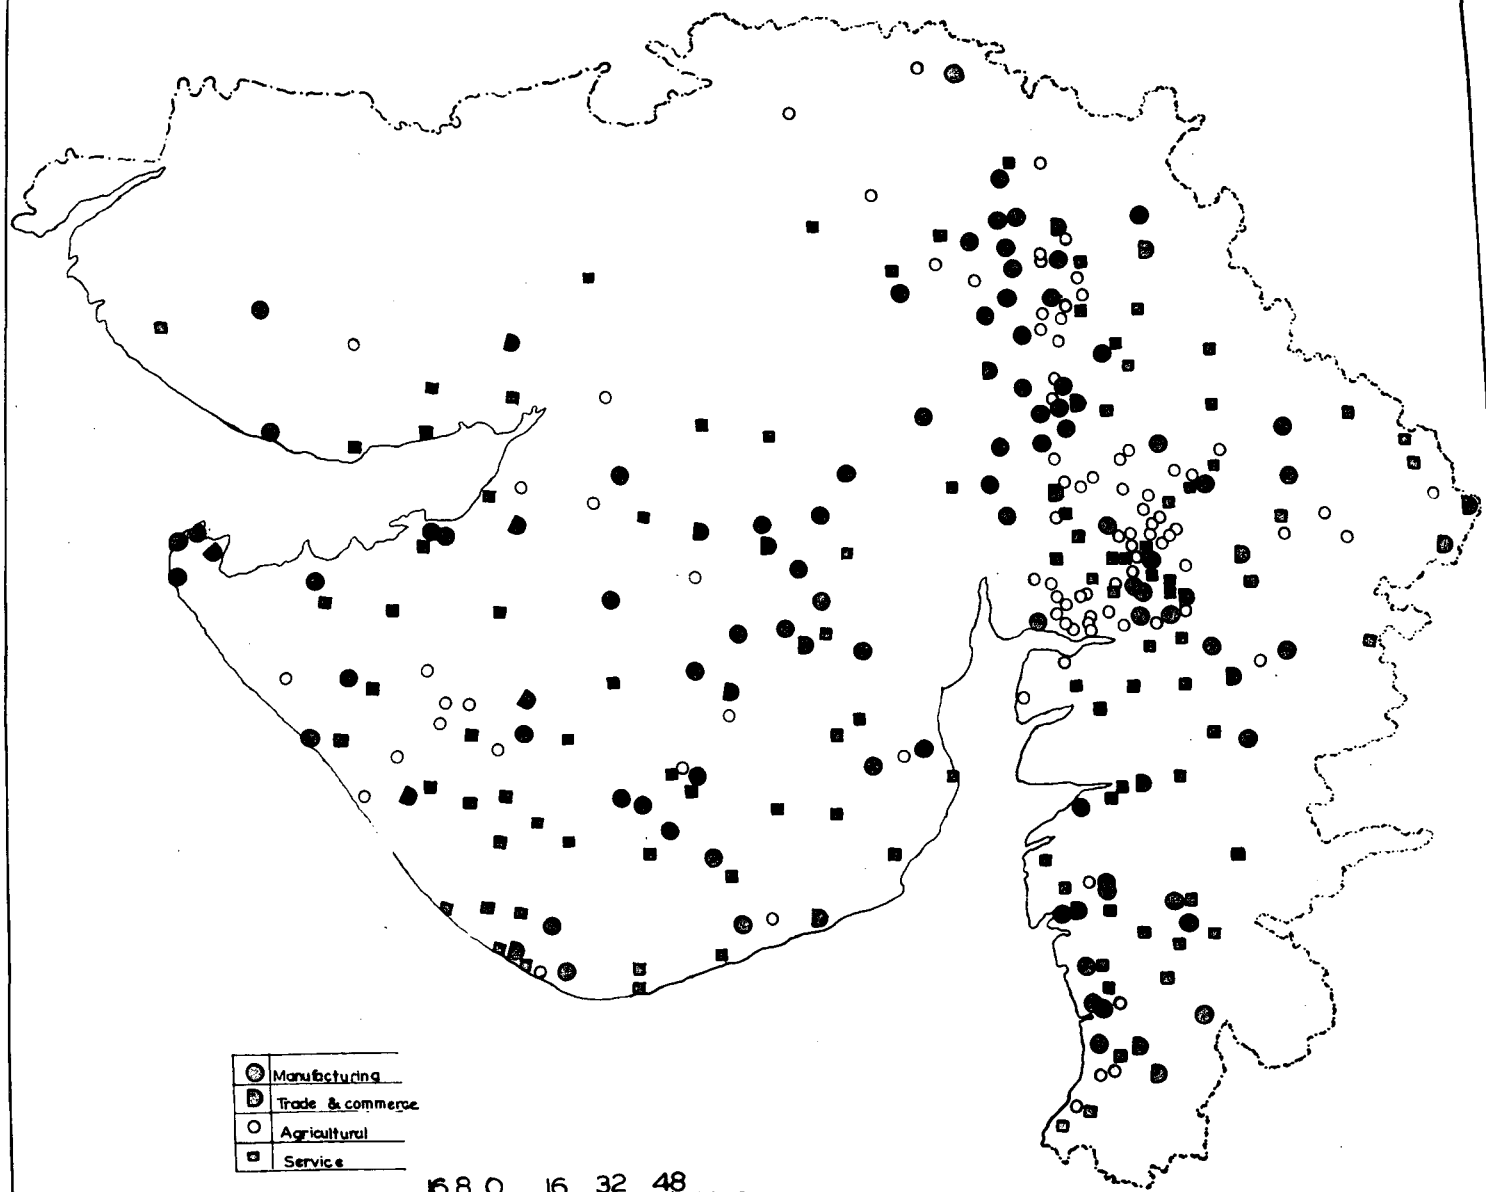 Manufacturing
Trade & commerce
Agricultural
Service
16 8 0 16 32 48